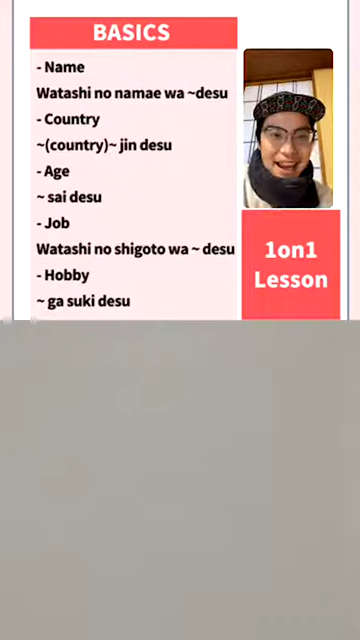 BASICS
- Name
Watashi no namae wa ~desu
- Country
~(country)~ jin desu
- Age
~ sai desu
- Job
Watashi no shigoto wa ~ desu
- Hobby
~ ga suki desu
1on1
Lesson